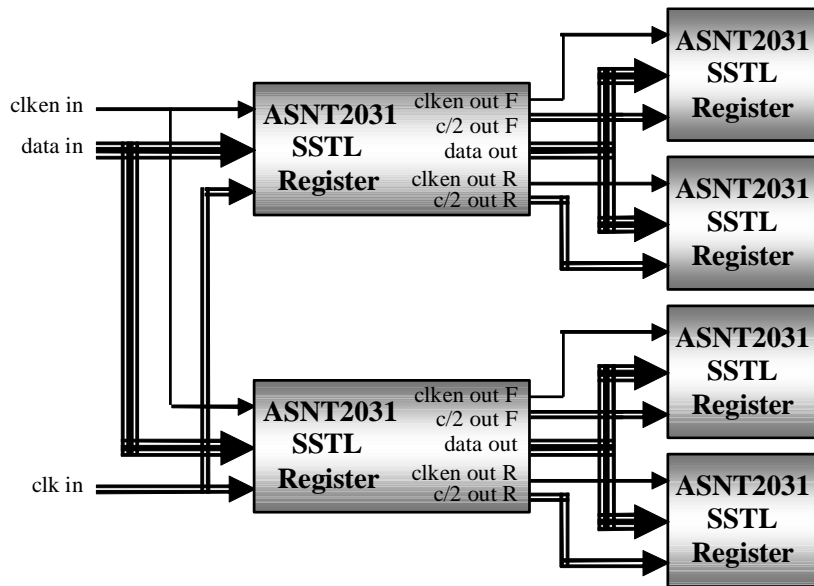 clken in
data in
clk in
ASNT2031
SSTL
Register
clken out F
c/2 out F
data out
clken out R
c/2 out R
ASNT2031
SSTL
Register
ASNT2031
SSTL
Register
ASNT2031
SSTL
Register
clken out F
c/2 out F
data out
clken out R
c/2 out R
ASNT2031
SSTL
Register
ASNT2031
SSTL
Register